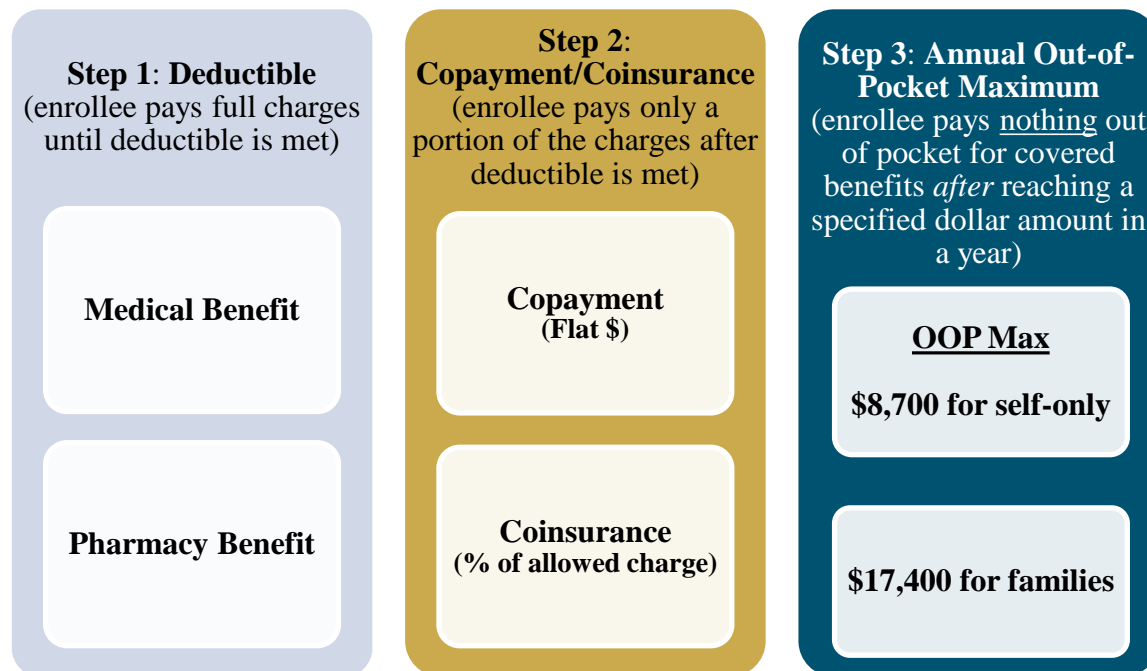 Step 1: Deductible
(enrollee pays full charges
until deductible is met)
Medical Benefit
Pharmacy Benefit
Step 2:
Copayment/Coinsurance
(enrollee pays only a
portion of the charges after
deductible is met)
Copayment
(Flat $)
Coinsurance
(% of allowed charge)
Step 3: Annual Out-of-
Pocket Maximum
(enrollee pays nothing out
of pocket for covered
benefits after reaching a
specified dollar amount in
a year)
OOP Max
$8,700 for self-only
$17,400 for families